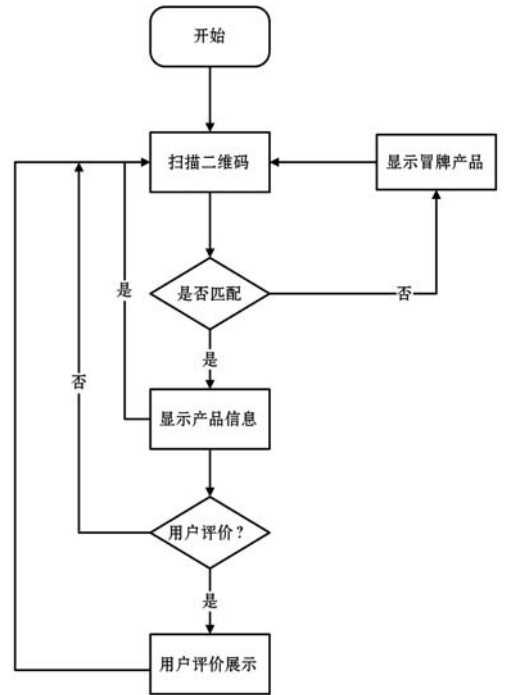 开始
扫描二维码
显示冒牌产品
是否匹配
是
否
是
否
显示产品信息
用户评价?
是
用户评价展示